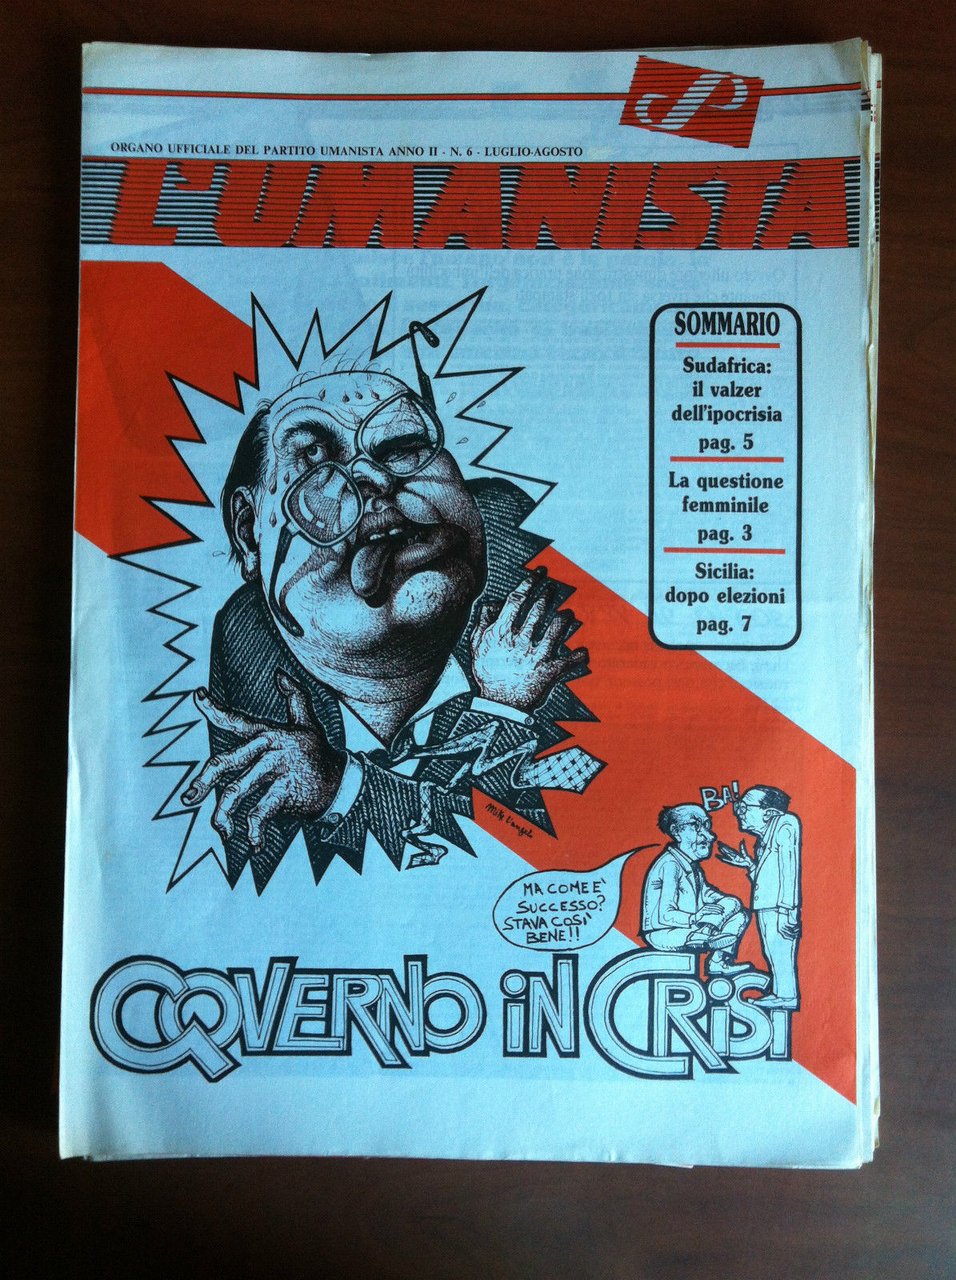 ORGANO UFFICIALE DEL PARTITO UMANISTA ANNO II - N. 6 - LUGLIO-AGOSTO
L'UMANISTA
SOMMARIO
Sudafrica:
il valzer
dell'ipocrisia
pag. 5
La questione
femminile
pag. 3
Sicilia:
dopo elezioni
pag. 7
BA!
MA COME E'
SUCCESSO?
STAVA COSI'
BENE!!
GOVERNO IN CRISI